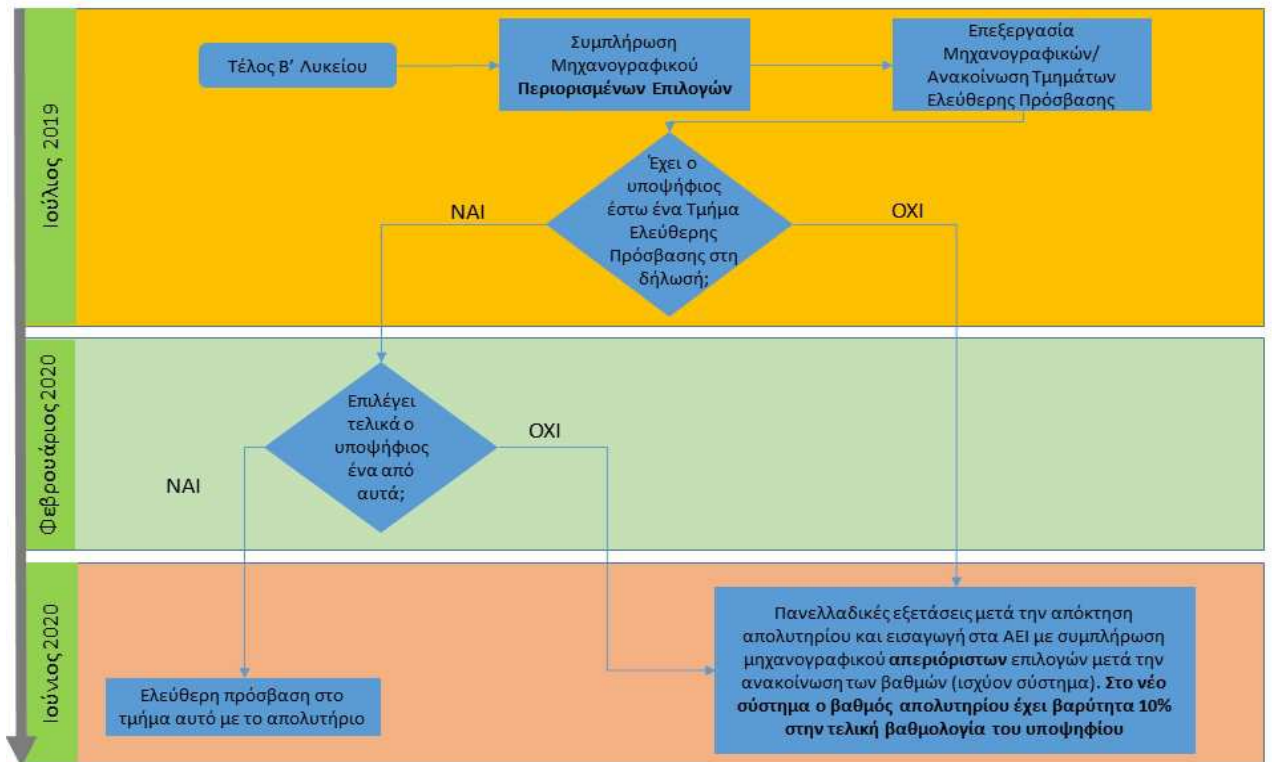 Ιούλιος 2019
Τέλος Β’ Λυκείου
Συμπλήρωση
Μηχανογραφικού
Περιορισμένων Επιλογών
Επεξεργασία
Μηχανογραφικών/
Ανακοίνωση Τμημάτων
Ελεύθερης Πρόσβασης
Έχει ο
υποψήφιος
έστω ένα Τμήμα
Ελεύθερης
Πρόσβασης στη
δήλωσή;
ΝΑΙ
ΟΧΙ
Φεβρουάριος 2020
Επιλέγει
τελικά ο
υποψήφιος
ένα από
αυτά;
ΝΑΙ
ΟΧΙ
Ιούνιος 2020
Ελεύθερη πρόσβαση στο
τμήμα αυτό με το απολυτήριο
Πανελλαδικές εξετάσεις μετά την απόκτηση
απολυτηρίου και εισαγωγή στα ΑΕΙ με συμπλήρωση
μηχανογραφικού απεριόριστων επιλογών μετά την
ανακοίνωση των βαθμών (ισχύον σύστημα). Στο νέο
σύστημα ο βαθμός απολυτηρίου έχει βαρύτητα 10%
στην τελική βαθμολογία του υποψηφίου